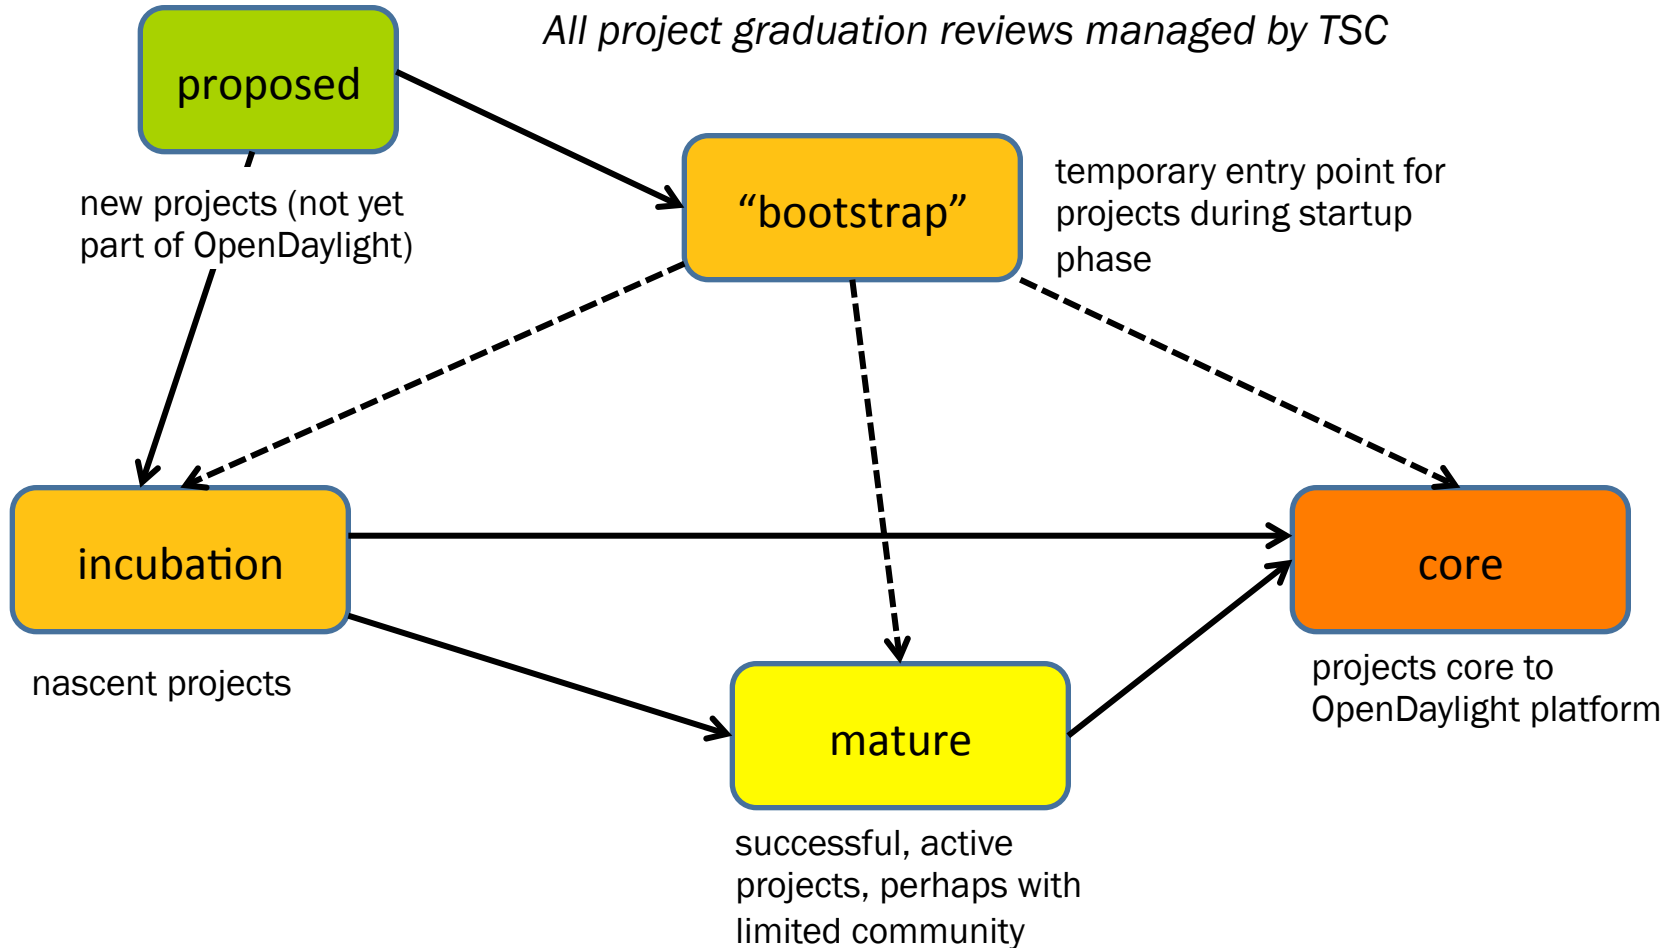 All project graduation reviews managed by TSC
proposed
new projects (not yet
part of OpenDaylight)
“bootstrap”
temporary entry point for
projects during startup
phase
incubation
nascent projects
core
projects core to
OpenDaylight platform
mature
successful, active
projects, perhaps with
limited community